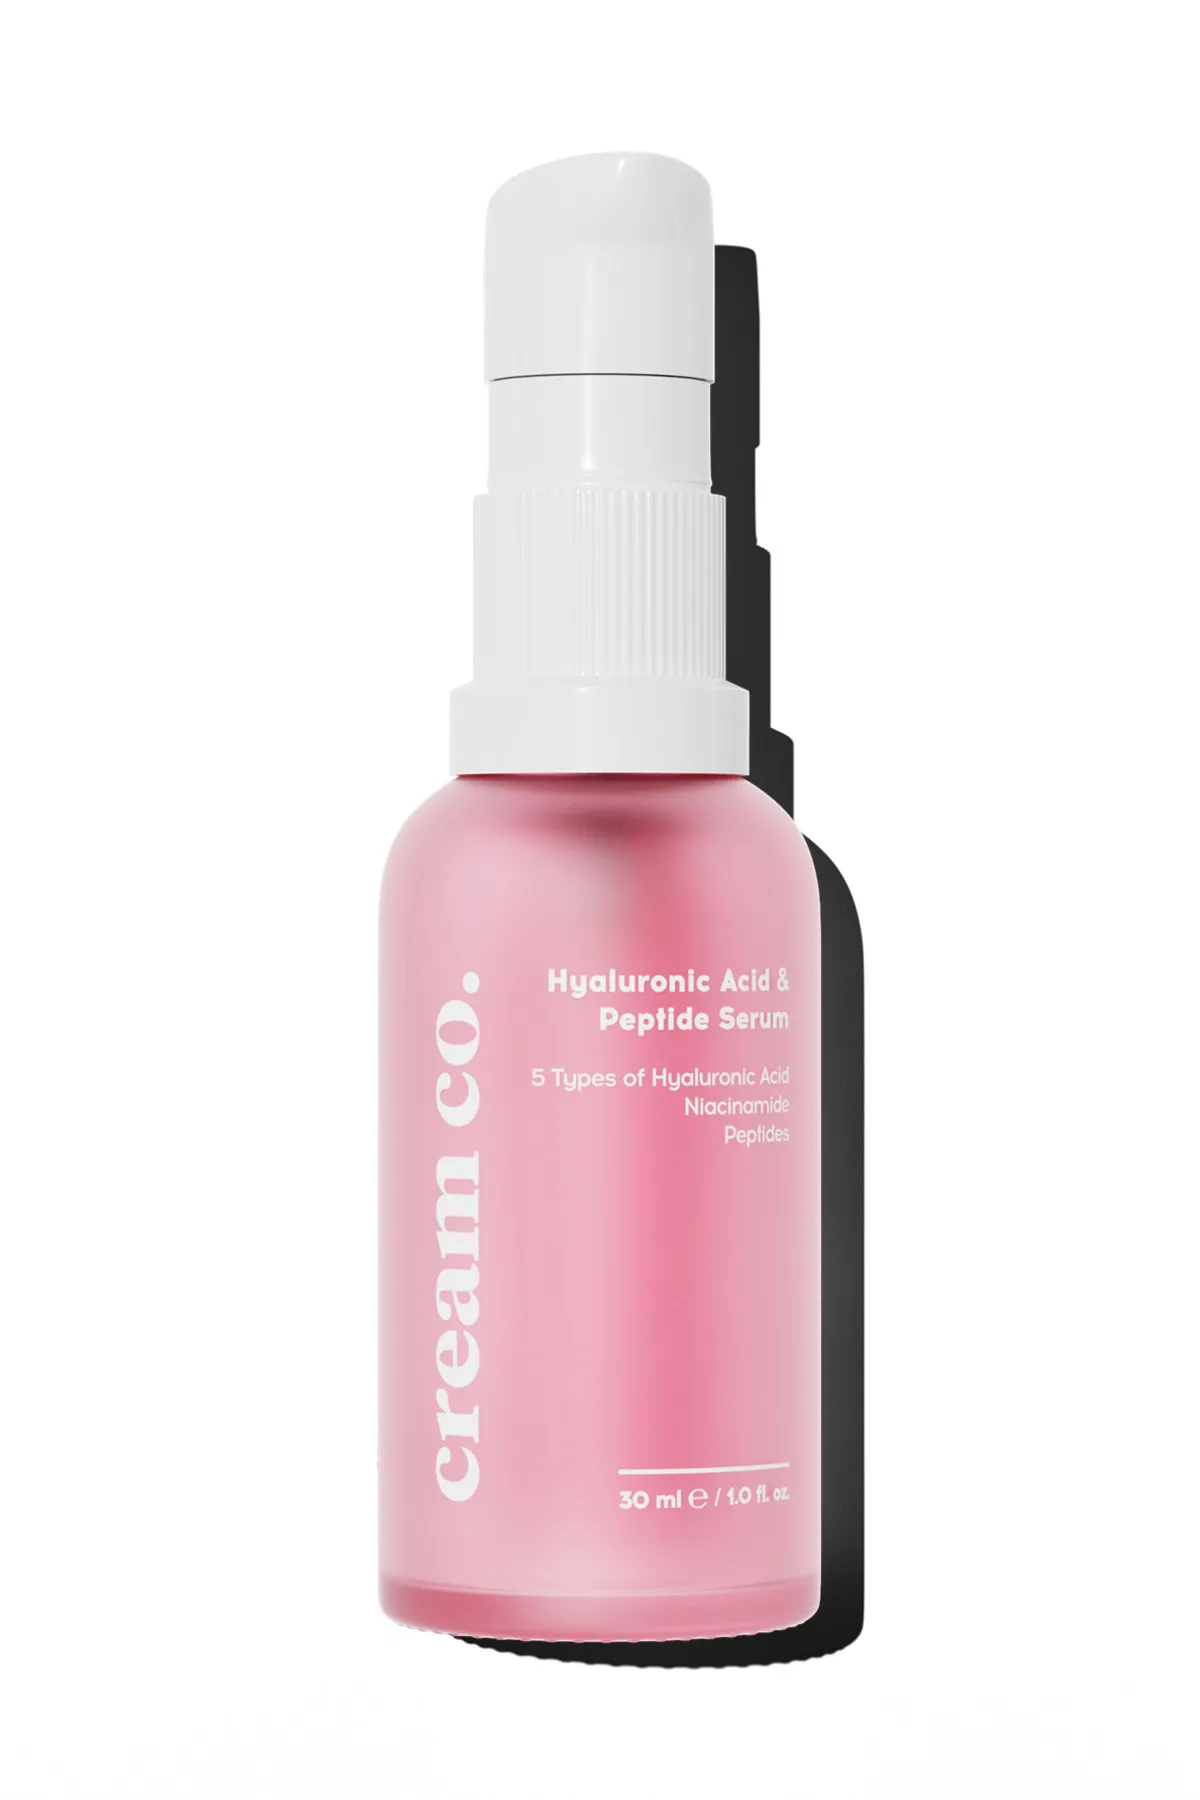 cream co.
Hyaluronic Acid &
Peptide Serum
5 Types of Hyaluronic Acid
Niacinamide
Peptides
30 ml ℮ / 1.0 fl. oz.